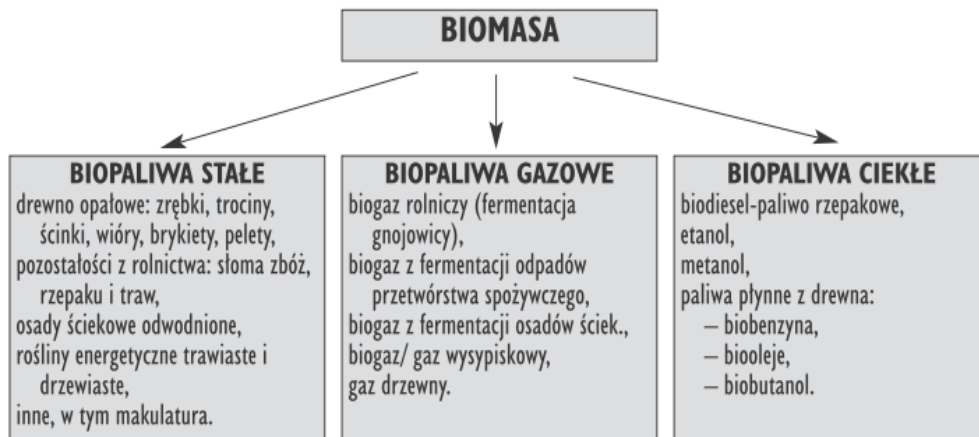 BIOMASA
BIOPALIWA STAŁE
drewno opałowe: zrębki, trociny,
ścinki, wióry, brykiety, pelety,
pozostałości z rolnictwa: słoma zbóż,
rzepaku i traw,
osady ściekowe odwodnione,
rośliny energetyczne trawiaste i
drzewiaste,
inne, w tym makulatura.
BIOPALIWA GAZOWE
biogaz rolniczy (fermentacja
gnojowicy),
biogaz z fermentacji odpadów
przetwórstwa spożywczego,
biogaz z fermentacji osadów ściek.,
biogaz/ gaz wysypiskowy,
gaz drzewny.
BIOPALIWA CIEKŁE
biodiesel-paliwo rzepakowe,
etanol,
metanol,
paliwa płynne z drewna:
– biobenzyna,
– biooleje,
– biobutanol.